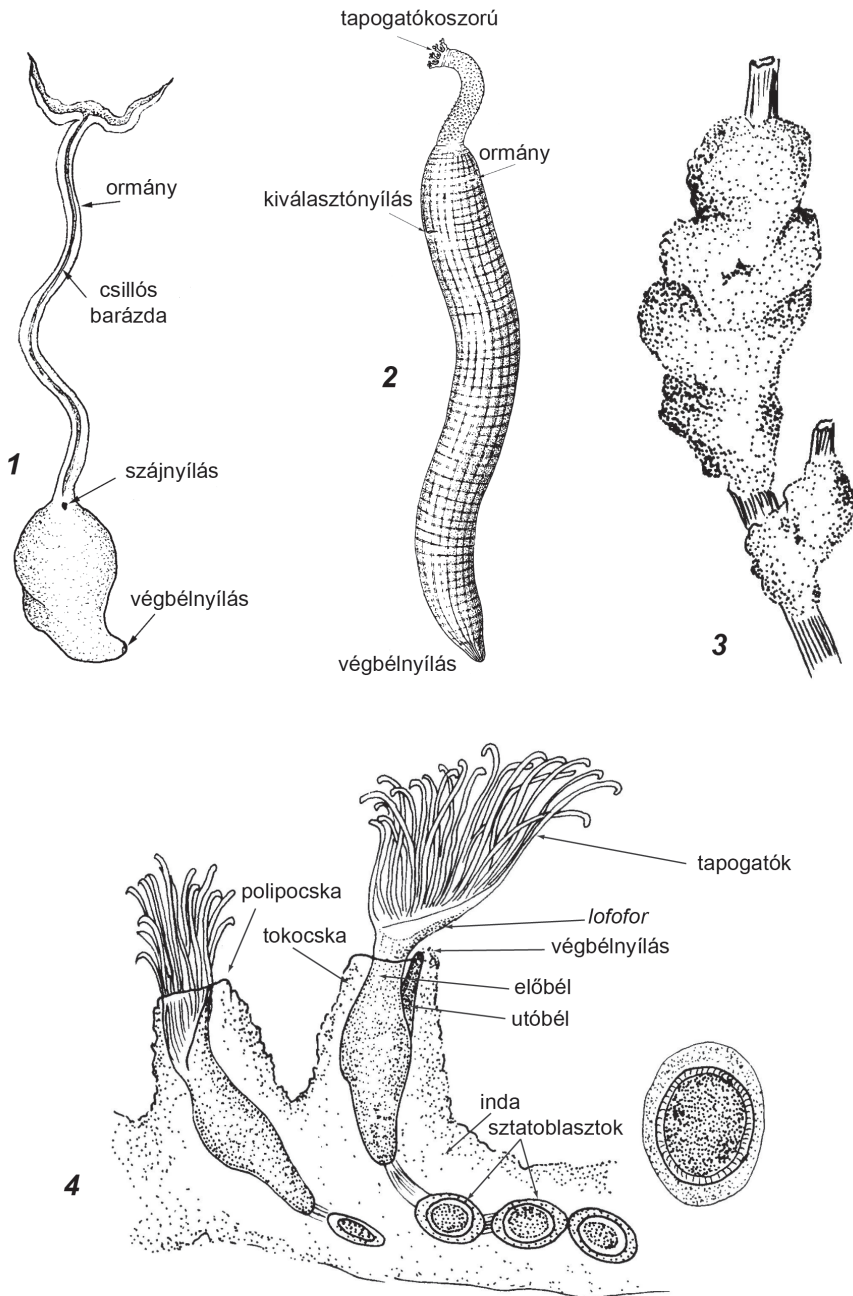 tapogatókoszorú
ormány
ormány
kiválasztónyílás
csillós
barázda
2
1
szájnyílás
végbélnyílás
3
végbélnyílás
tapogatók
polipocska
lofofor
tokocska
végbélnyílás
előbél
utóbél
inda
sztatoblasztok
4